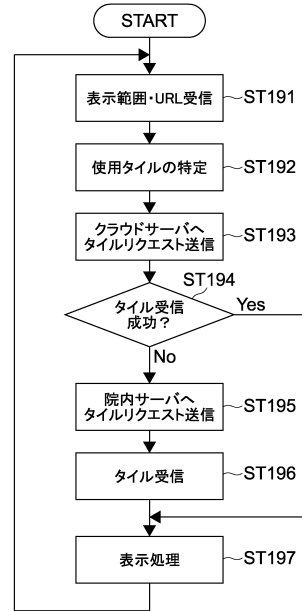 START
表示範囲・URL受信
ST191
使用タイルの特定
ST192
クラウドサーバへ
タイルリクエスト送信
ST193
ST194
タイル受信
成功?
Yes
No
院内サーバへ
タイルリクエスト送信
ST195
タイル受信
ST196
表示処理
ST197